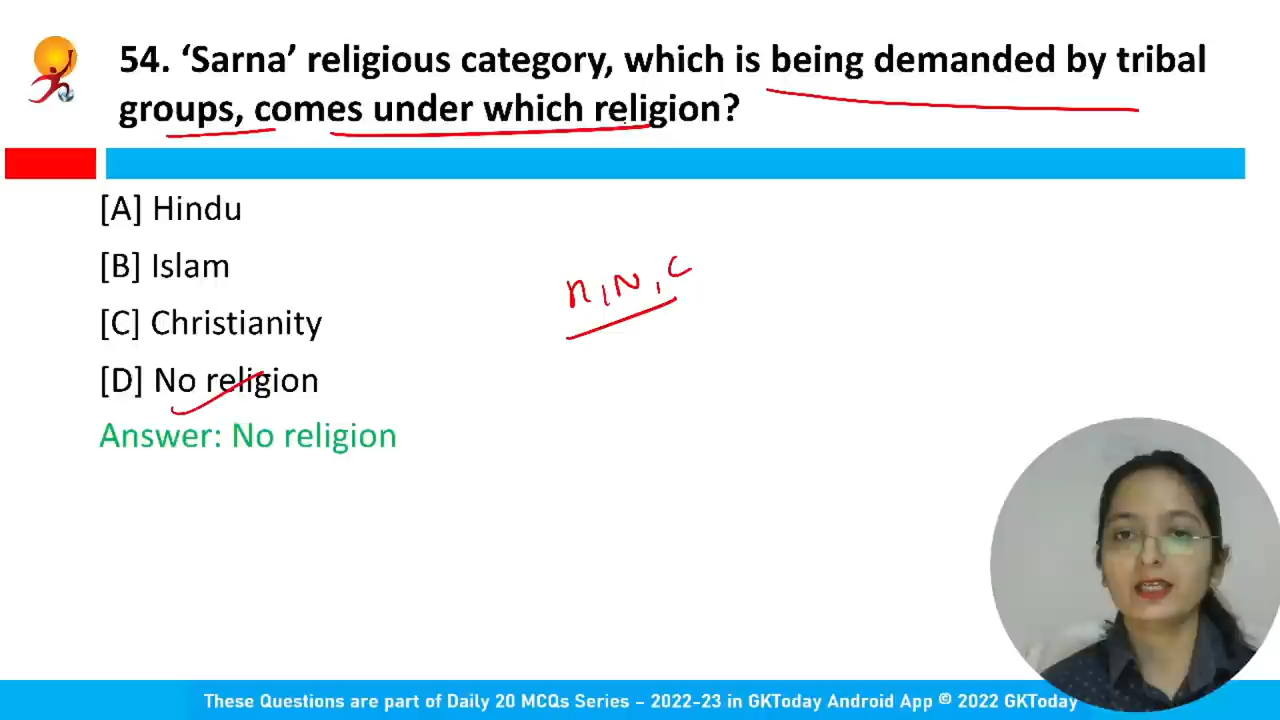 54. ‘Sarna’ religious category, which is being demanded by tribal
groups, comes under which religion?
[A] Hindu
[B] Islam
[C] Christianity
[D] No religion
Answer: No religion
These Questions are part of Daily 20 MCQs Series – 2022-23 in GKToday Android App © 2022 GKToday